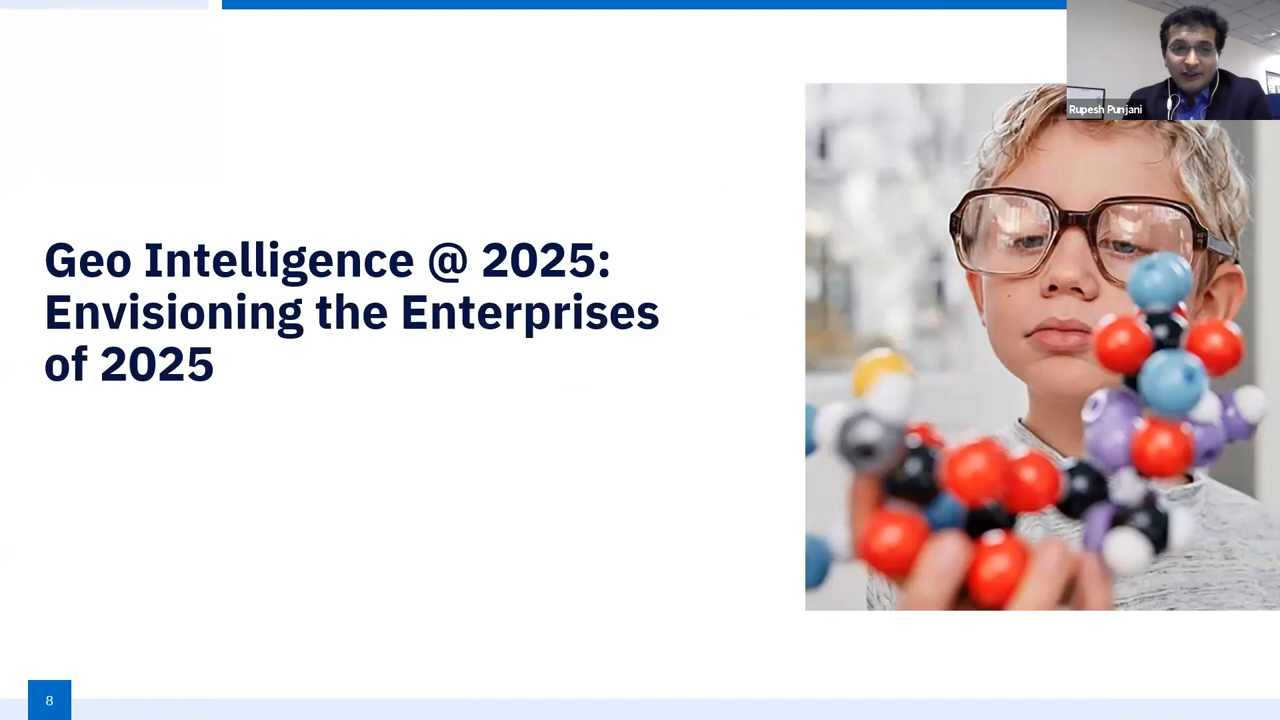 Rupesh Punjani
Geo Intelligence @ 2025:
Envisioning the Enterprises
of 2025
8